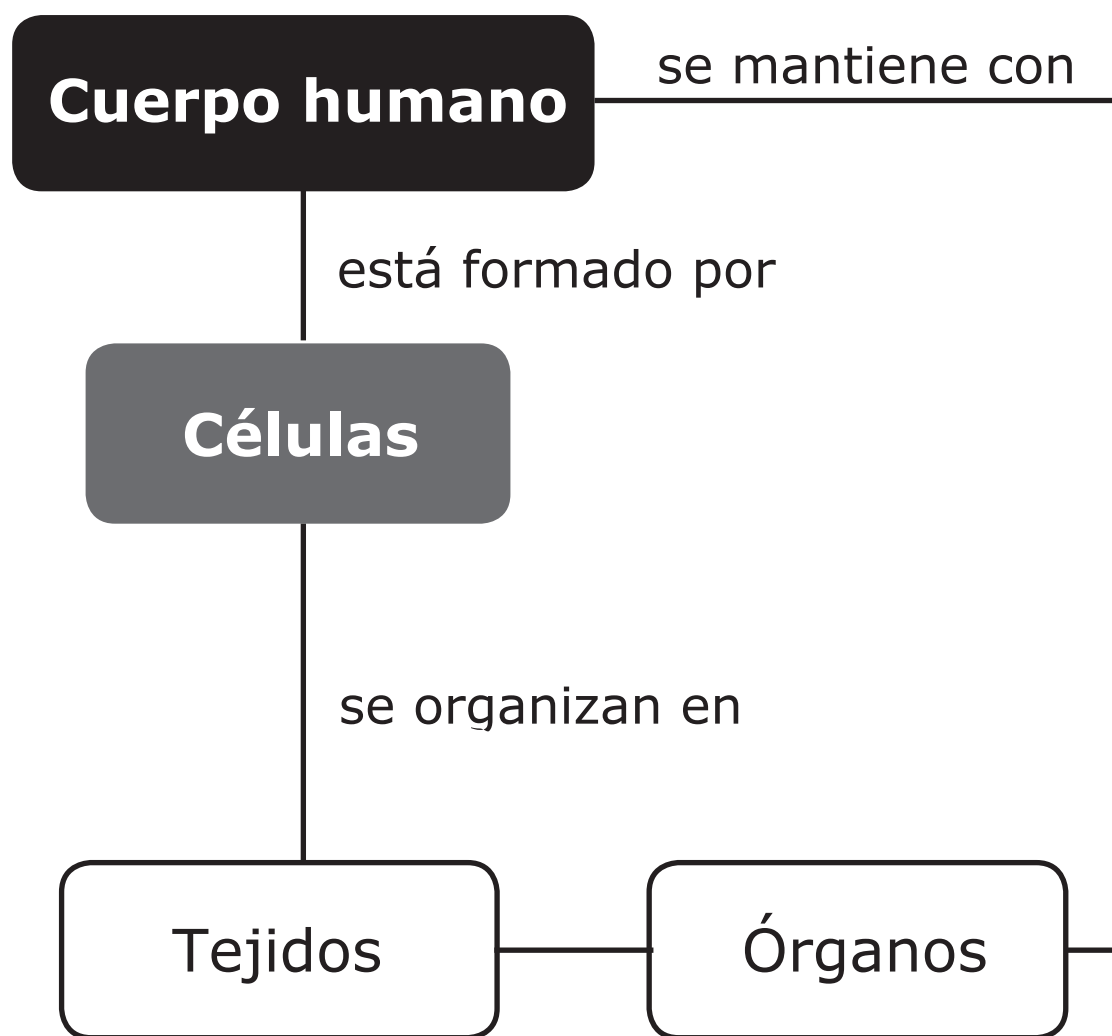 Cuerpo humano
se mantiene con
está formado por
Células
se organizan en
Tejidos
Órganos